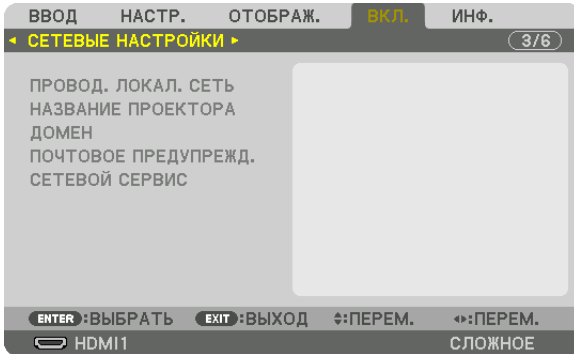 ВВОД НАСТР. ОТОБРАЖ. ВКЛ. ИНФ.
СЕТЕВЫЕ НАСТРОЙКИ 3/6
ПРОВОД. ЛОКАЛ. СЕТЬ
НАЗВАНИЕ ПРОЕКТОРА
ДОМЕН
ПОЧТОВОЕ ПРЕДУПРЕЖД.
СЕТЕВОЙ СЕРВИС
ENTER :ВЫБРАТЬ EXIT :ВЫХОД :ПЕРЕМ. :ПЕРЕМ.
HDMI1 СЛОЖНОЕ